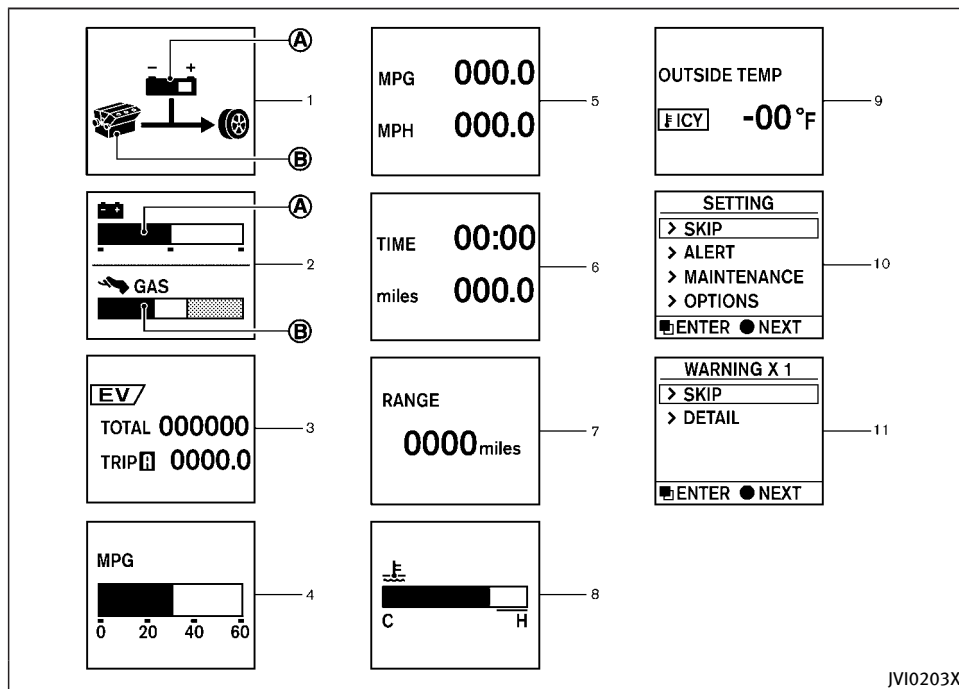 A
- +
1
B
A
- +
2
GAS
B
EV
TOTAL 000000
3
TRIP A 0000.0
MPG
4
0 20 40 60
MPG 000.0
5
MPH 000.0
TIME 00:00
6
miles 000.0
RANGE
7
0000 miles
8
C H
OUTSIDE TEMP
9
ICY -00 °F
SETTING
> SKIP
> ALERT
10
> MAINTENANCE
> OPTIONS
ENTER ● NEXT
WARNING X 1
> SKIP
> DETAIL
11
ENTER ● NEXT
JVI0203X